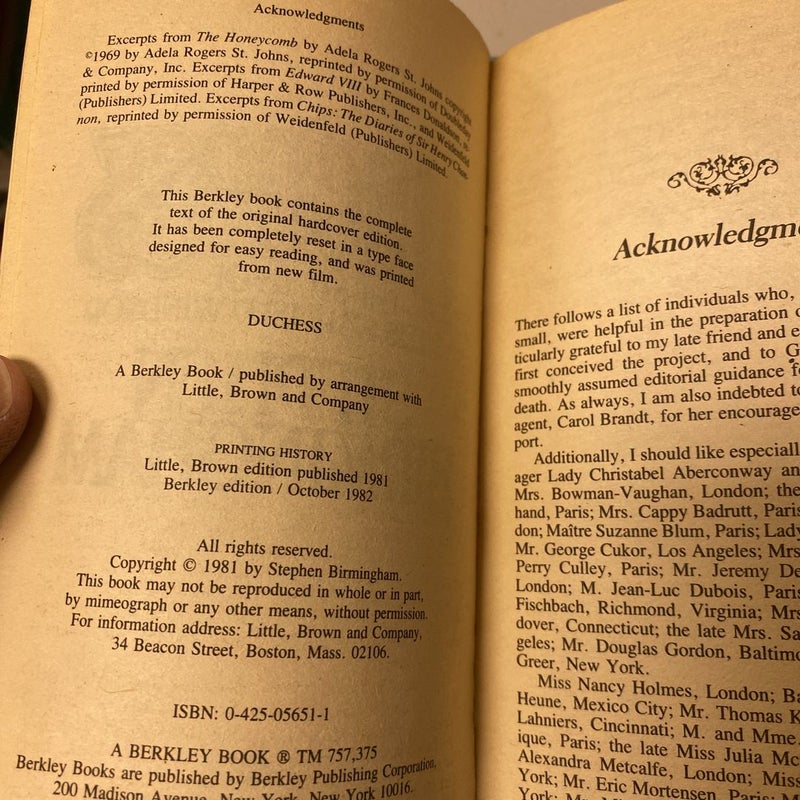 Acknowledgments
Excerpts from The Honeycomb by Adela Rogers St. Johns, copyright
©1969 by Adela Rogers St. Johns, reprinted by permission of Doubleday
& Company, Inc. Excerpts from Edward VIII by Frances Donaldson, re-
printed by permission of Harper & Row Publishers, Inc., and Weidenfeld
(Publishers) Limited. Excerpts from Chips: The Diaries of Sir Henry Chan-
non, reprinted by permission of Weidenfeld (Publishers) Limited.
This Berkley book contains the complete
text of the original hardcover edition.
It has been completely reset in a type face
designed for easy reading, and was printed
from new film.
DUCHESS
A Berkley Book / published by arrangement with
Little, Brown and Company
PRINTING HISTORY
Little, Brown edition published 1981
Berkley edition / October 1982
All rights reserved.
Copyright © 1981 by Stephen Birmingham.
This book may not be reproduced in whole or in part,
by mimeograph or any other means, without permission.
For information address: Little, Brown and Company,
34 Beacon Street, Boston, Mass. 02106.
ISBN: 0-425-05651-1
A BERKLEY BOOK ® TM 757,375
Berkley Books are published by Berkley Publishing Corporation,
200 Madison Avenue, New York, New York 10016.
Acknowledgm
There follows a list of individuals who,
small, were helpful in the preparation
ticularly grateful to my late friend and e
first conceived the project, and to G
smoothly assumed editorial guidance
death. As always, I am also indebted to
agent, Carol Brandt, for her encourage
port.
Additionally, I should like especiall
ager Lady Christabel Aberconway an
Mrs. Bowman-Vaughan, London; the
hand, Paris; Mrs. Cappy Badrutt, Paris
don; Maître Suzanne Blum, Paris; Lady
Mr. George Cukor, Los Angeles; Mrs
Perry Culley, Paris; Mr. Jeremy De
London; M. Jean-Luc Dubois, Paris
Fischbach, Richmond, Virginia; Mrs
dover, Connecticut; the late Mrs. Sa
geles; Mr. Douglas Gordon, Baltimo
Greer, New York.
Miss Nancy Holmes, London; Ba
Heune, Mexico City; Mr. Thomas K
Lahniers, Cincinnati; M. and Mme.
ique, Paris; the late Miss Julia Mc
Alexandra Metcalfe, London; Miss
York; Mr. Eric Mortensen, Paris; M